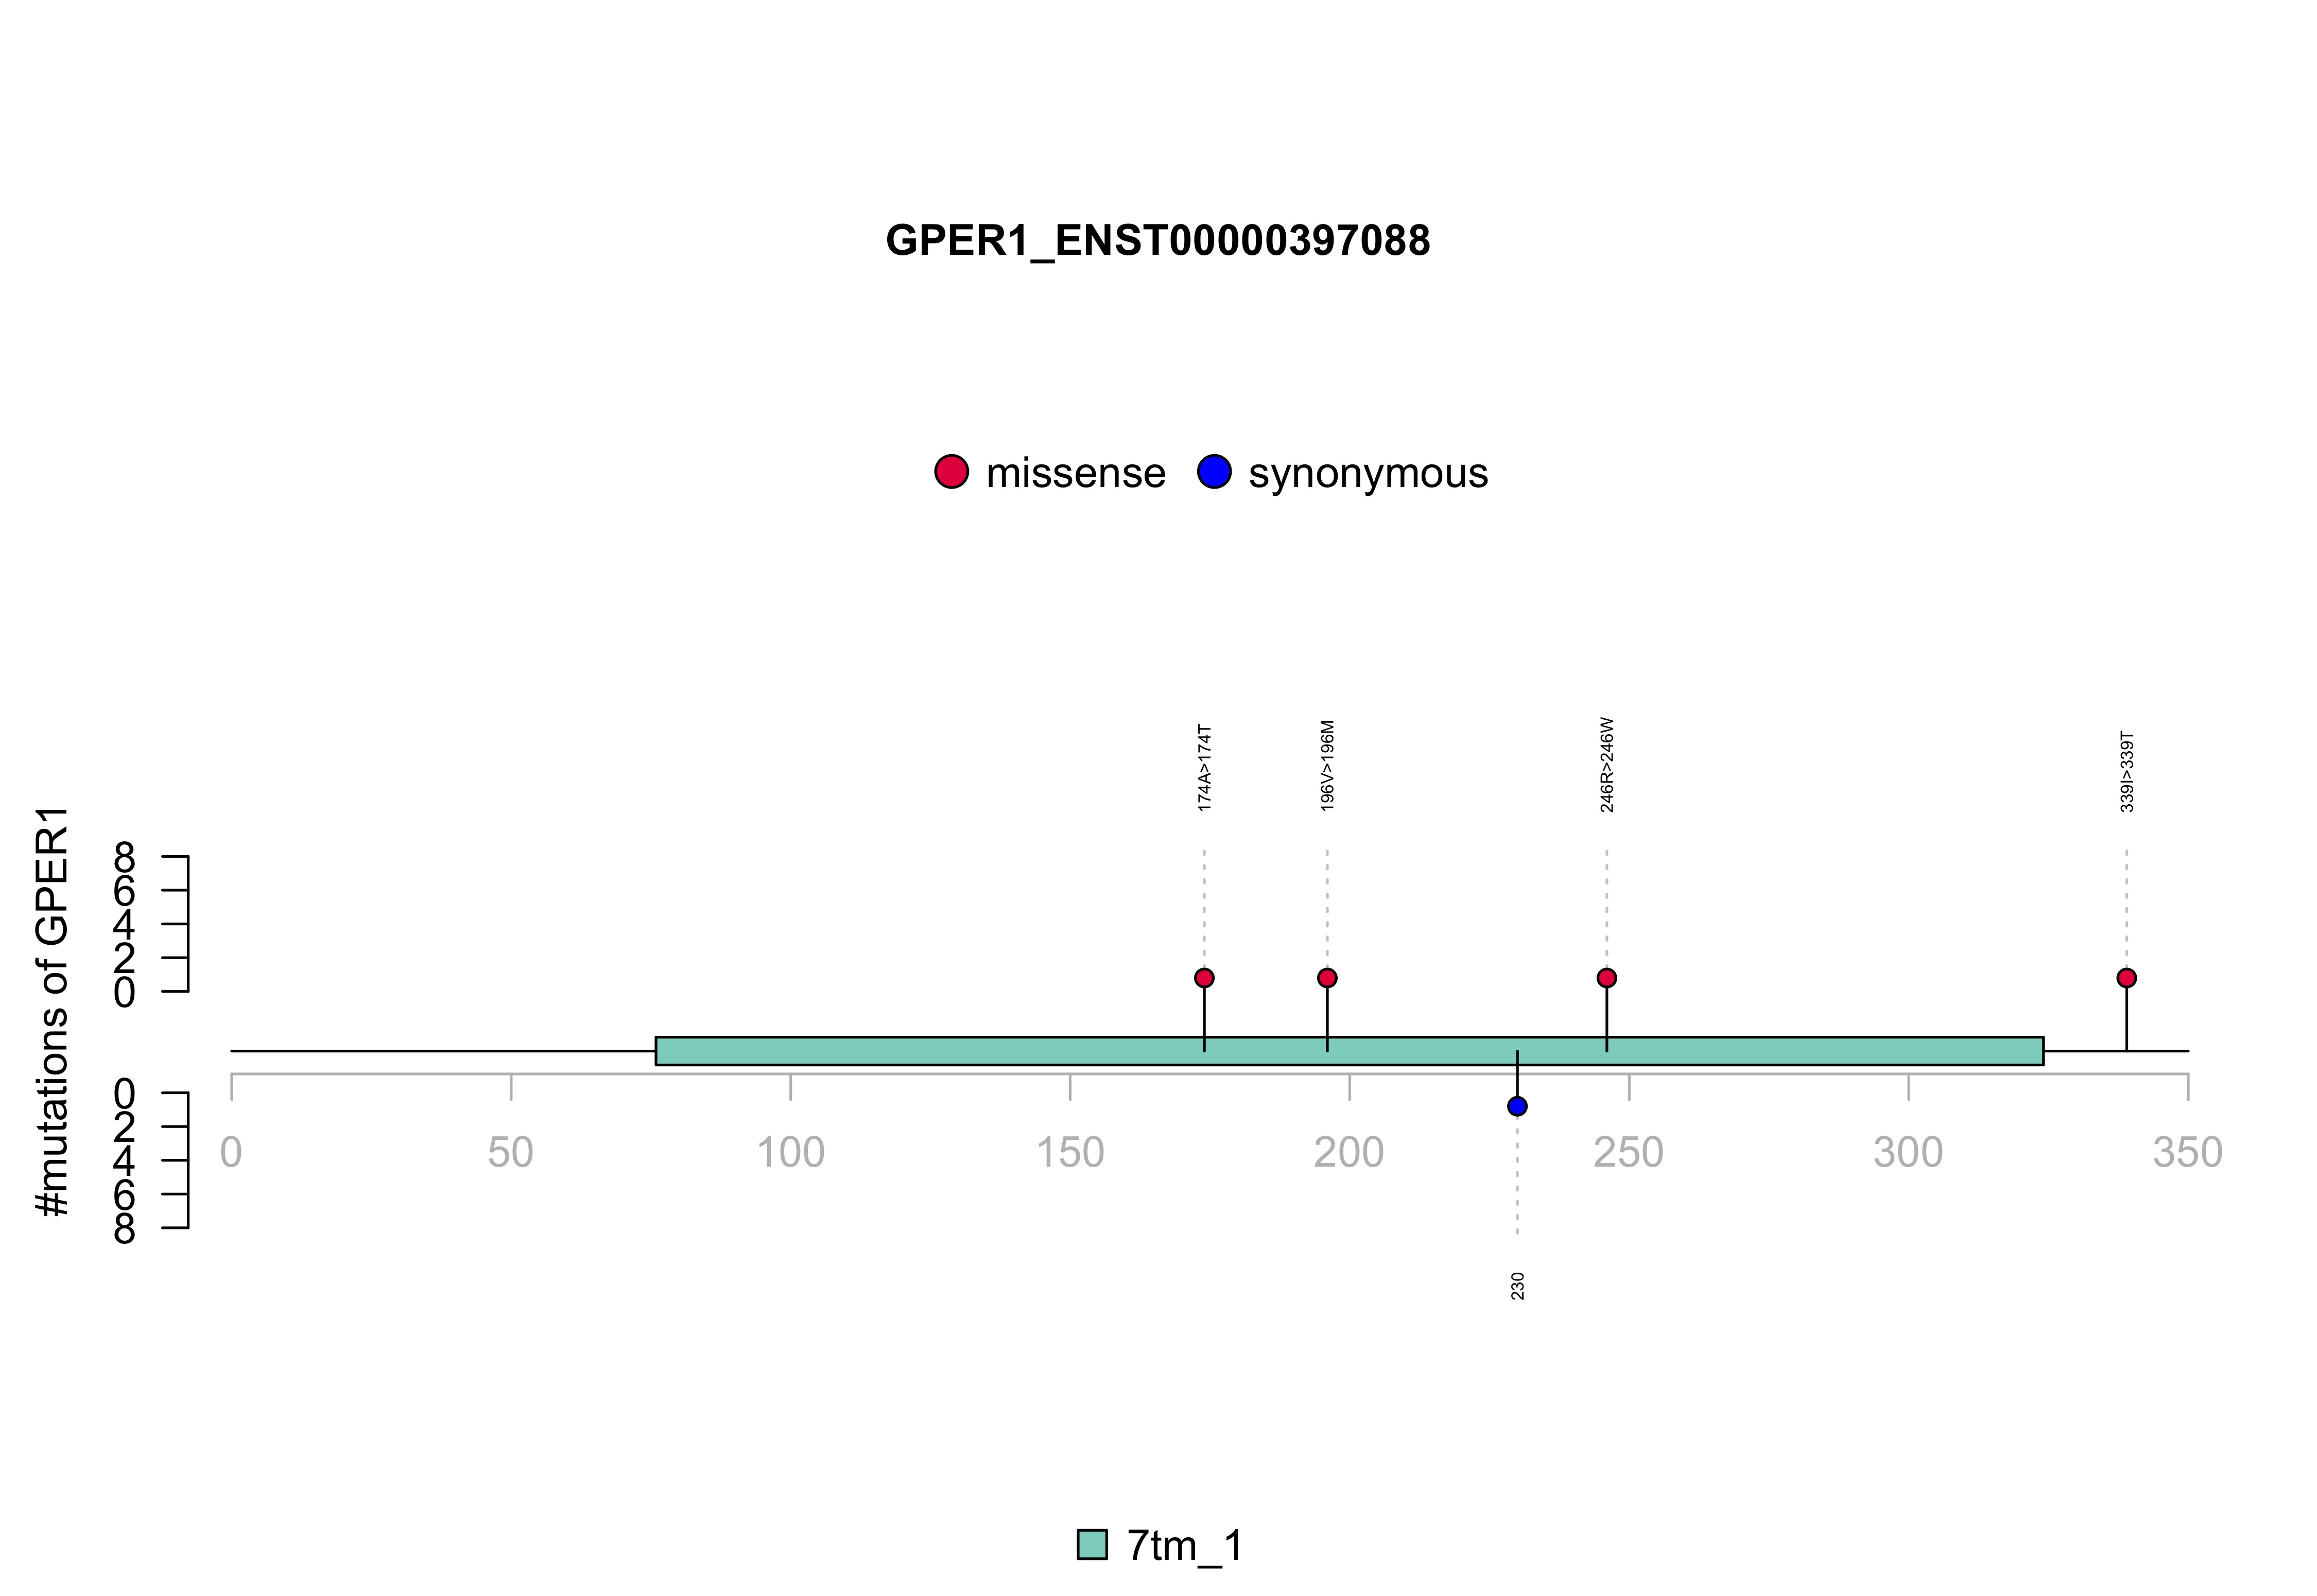 GPER1_ENST00000397088
missense synonymous
174A>174T
196V>196M
246R>246W
339I>339T
#mutations of GPER1
8
6
4
2
0
0
2
4
6
8
0 50 100 150 200 250 300 350
230
7tm_1